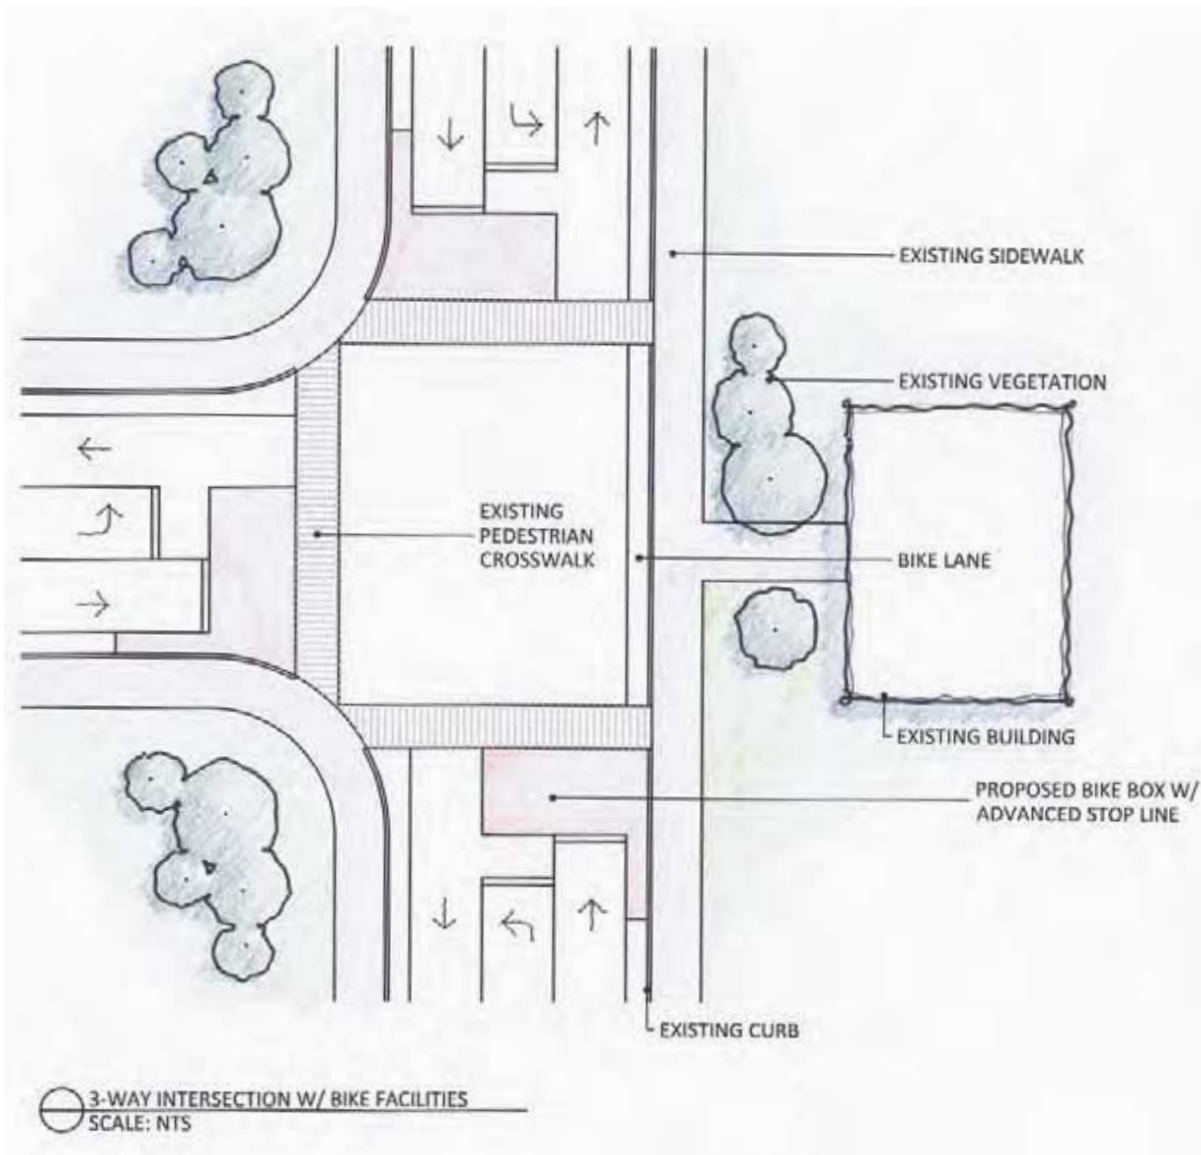 EXISTING SIDEWALK
EXISTING VEGETATION
EXISTING
PEDESTRIAN
CROSSWALK
BIKE LANE
EXISTING BUILDING
PROPOSED BIKE BOX W/
ADVANCED STOP LINE
EXISTING CURB
3-WAY INTERSECTION W/ BIKE FACILITIES
SCALE: NTS